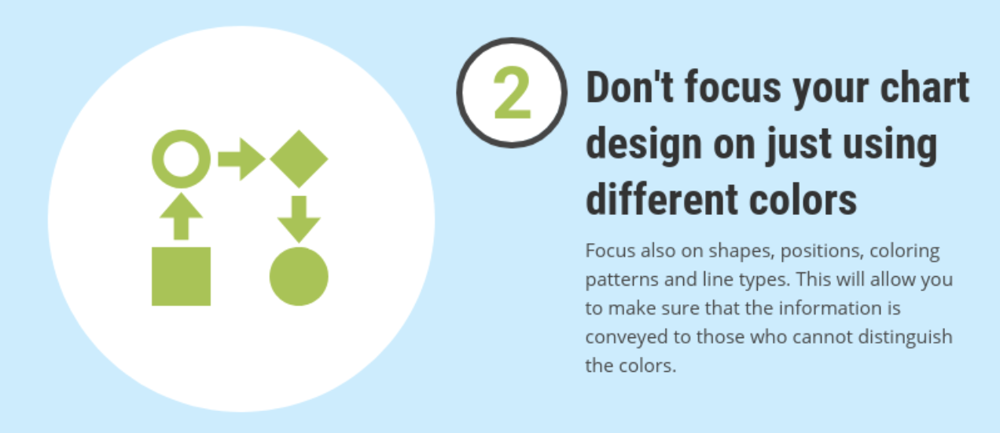 2
Don't focus your chart
design on just using
different colors
Focus also on shapes, positions, coloring
patterns and line types. This will allow you
to make sure that the information is
conveyed to those who cannot distinguish
the colors.